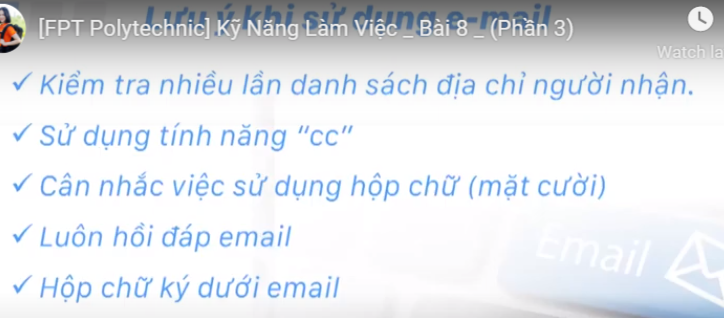 Lưu ý khi sử dụng e-mail
[FPT Polytechnic] Kỹ Năng Làm Việc _ Bài 8 _ (Phần 3)
Watch la
✓ Kiểm tra nhiều lần danh sách địa chỉ người nhận.
✓ Sử dụng tính năng "cc"
✓ Cân nhắc việc sử dụng hộp chữ (mặt cười)
✓ Luôn hồi đáp email
✓ Hộp chữ ký dưới email
Email